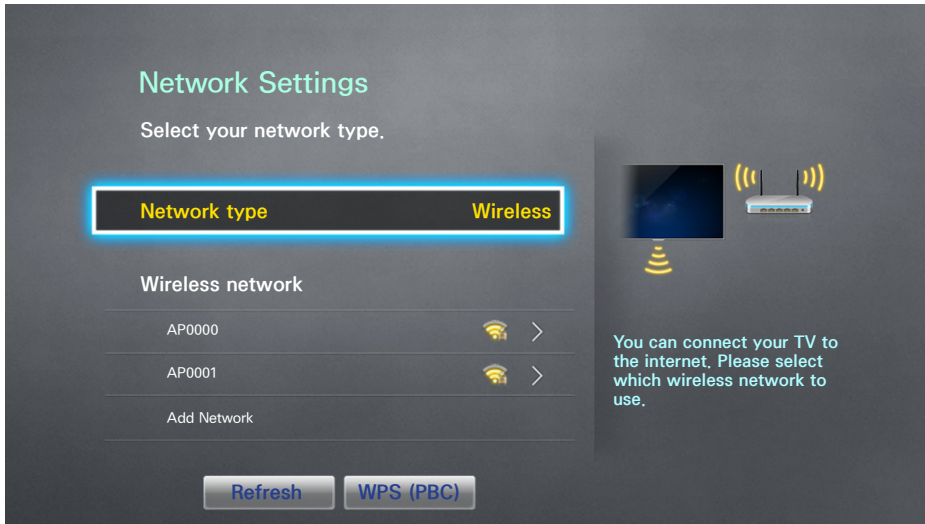 Network Settings
Select your network type.
Network type Wireless
Wireless network
AP0000
AP0001
Add Network
Refresh WPS (PBC)
You can connect your TV to
the internet. Please select
which wireless network to
use.